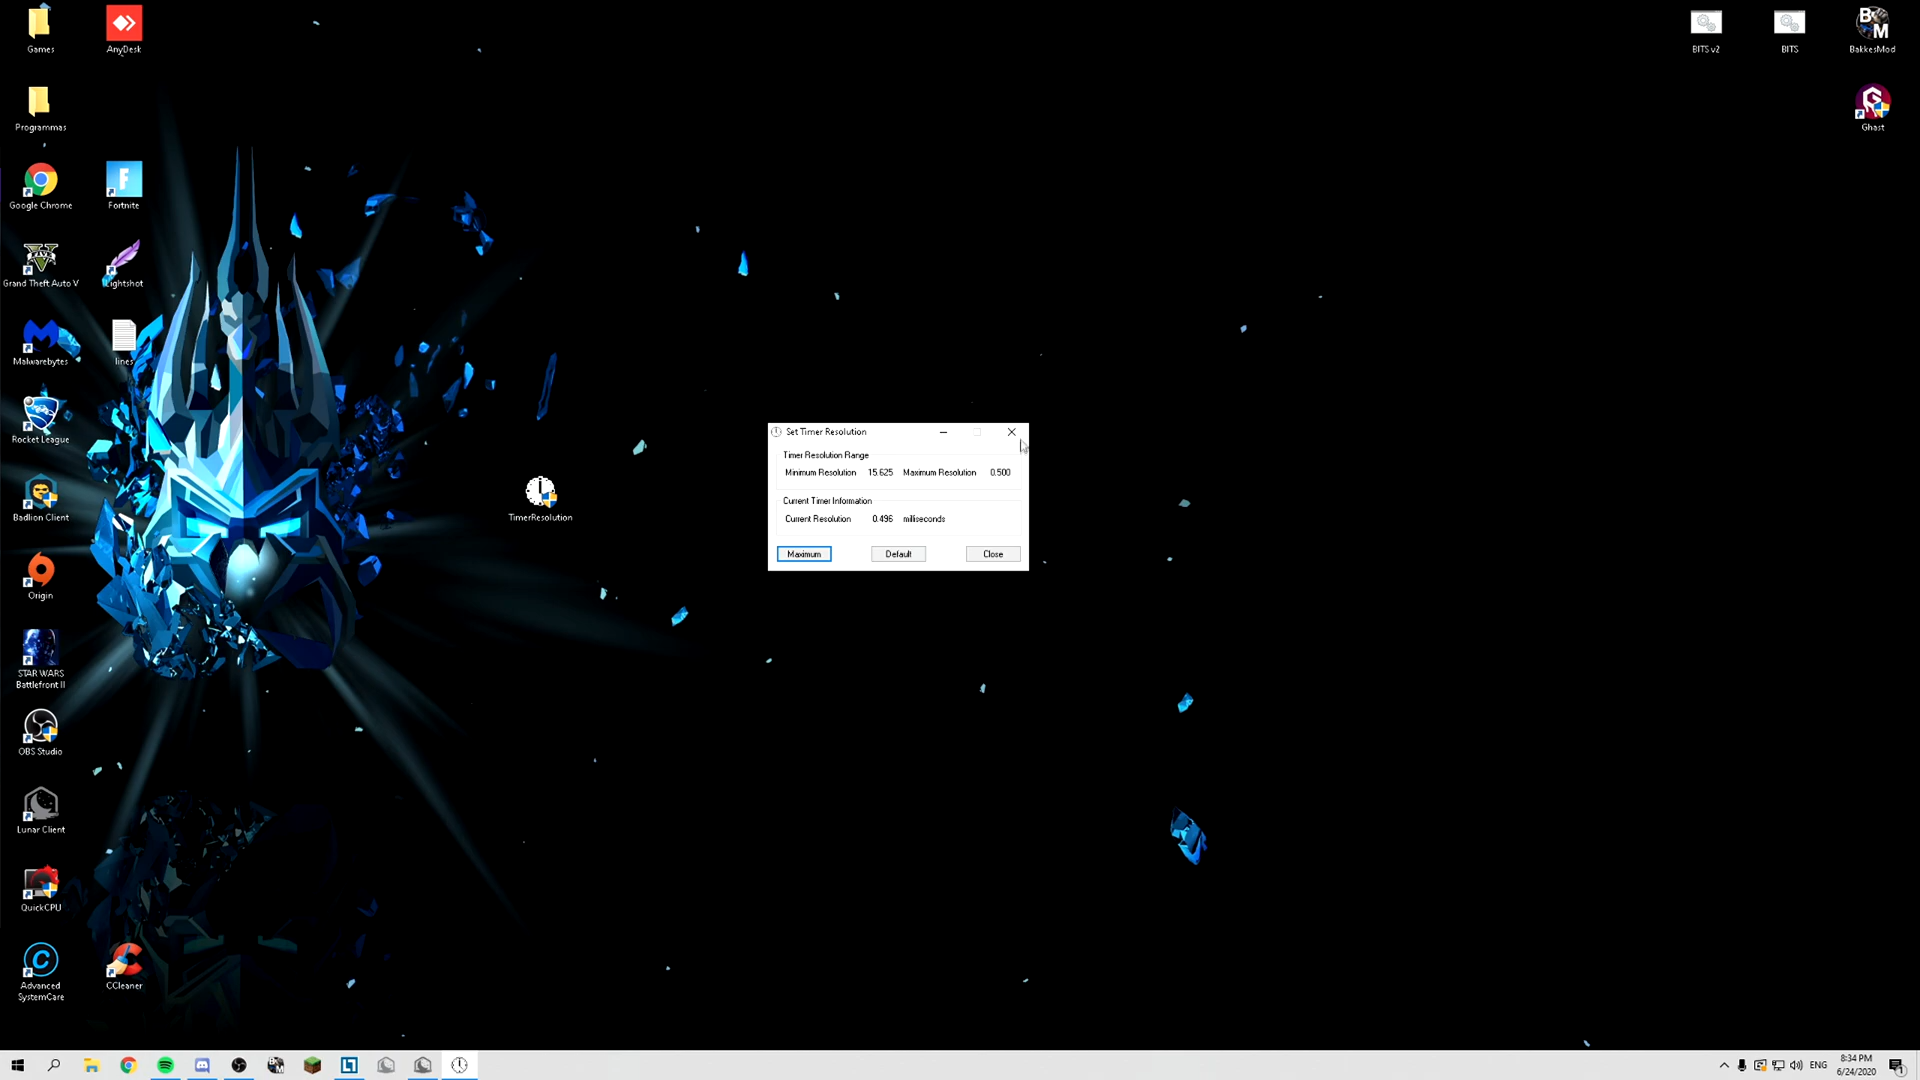 Games
AnyDesk
BITS v2
BITS
BakkesMod
Programmas
Ghast
Google Chrome
Fortnite
Grand Theft Auto V
Lightshot
Malwarebytes
lines
Rocket League
Badlion Client
TimerResolution
Set Timer Resolution
Timer Resolution Range
Minimum Resolution 15.625 Maximum Resolution 0.500
Current Timer Information
Current Resolution 0.496 milliseconds
Maximum Default Close
Origin
STAR WARS
Battlefront II
OBS Studio
Lunar Client
QuickCPU
Advanced
SystemCare
CCleaner
ENG
8:34 PM
6/24/2020